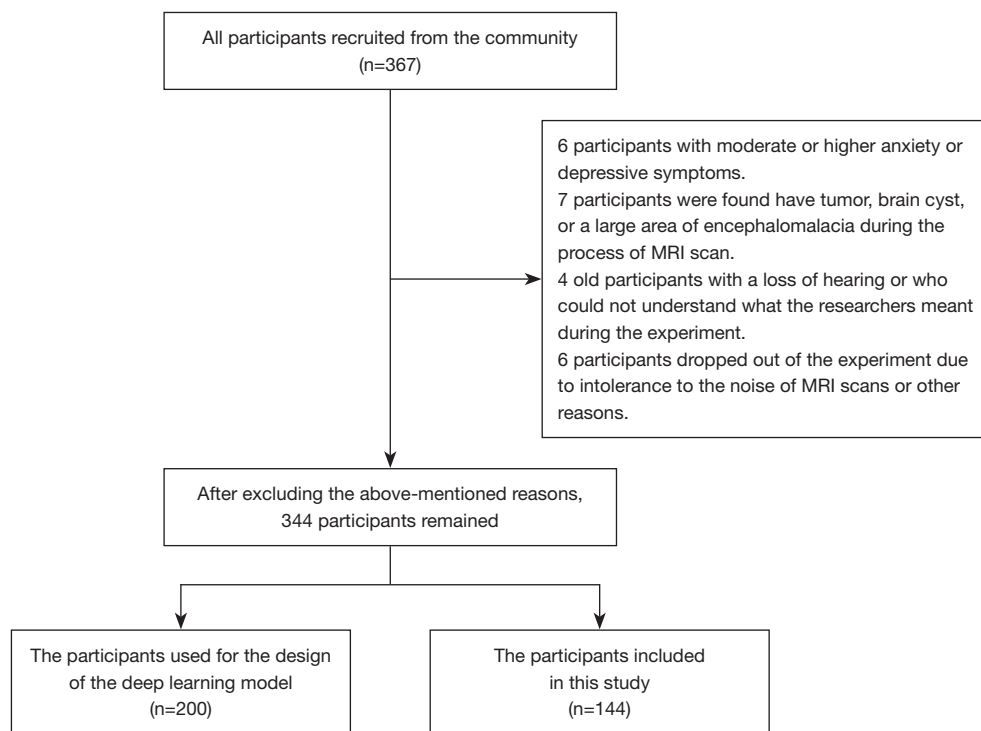 All participants recruited from the community
(n=367)
6 participants with moderate or higher anxiety or
depressive symptoms.
7 participants were found have tumor, brain cyst,
or a large area of encephalomalacia during the
process of MRI scan.
4 old participants with a loss of hearing or who
could not understand what the researchers meant
during the experiment.
6 participants dropped out of the experiment due
to intolerance to the noise of MRI scans or other
reasons.
After excluding the above-mentioned reasons,
344 participants remained
The participants used for the design
of the deep learning model
(n=200)
The participants included
in this study
(n=144)